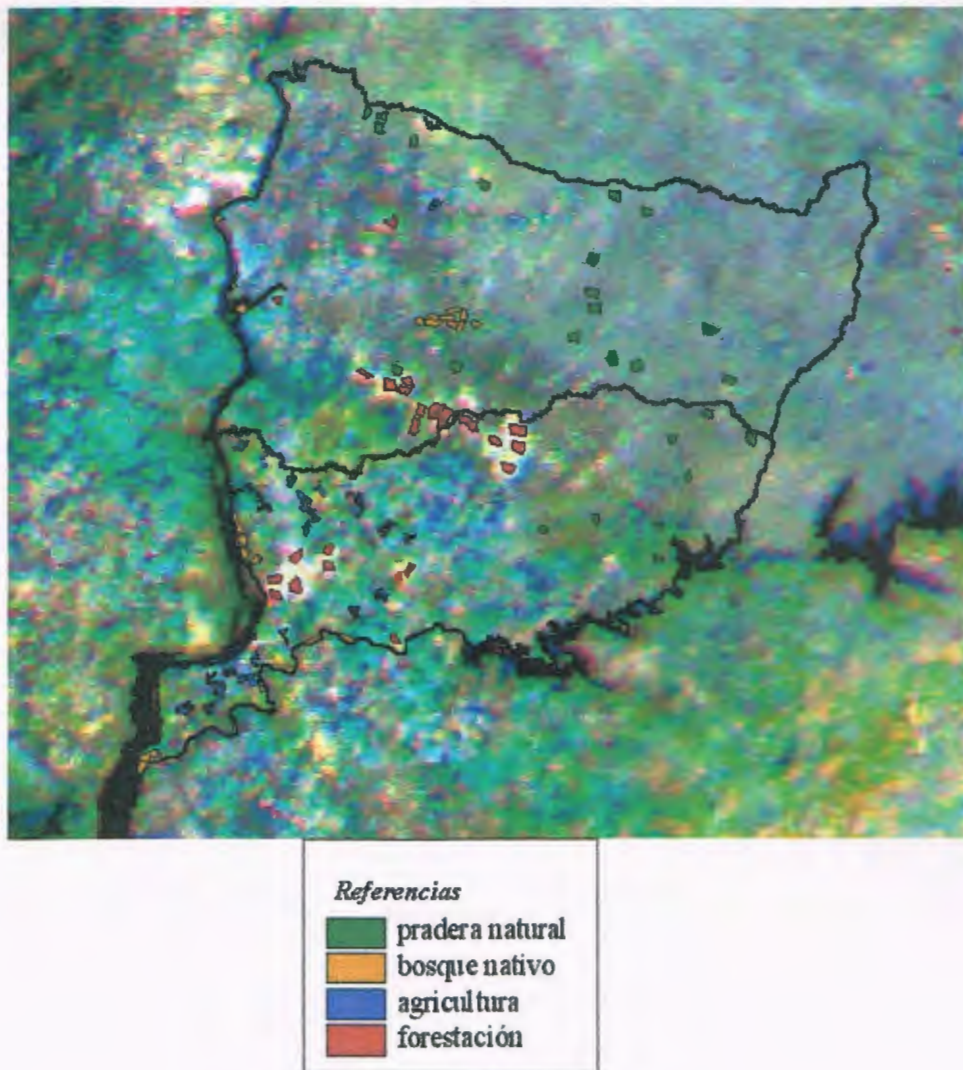 Referencias
pradera natural
bosque nativo
agricultura
forestación